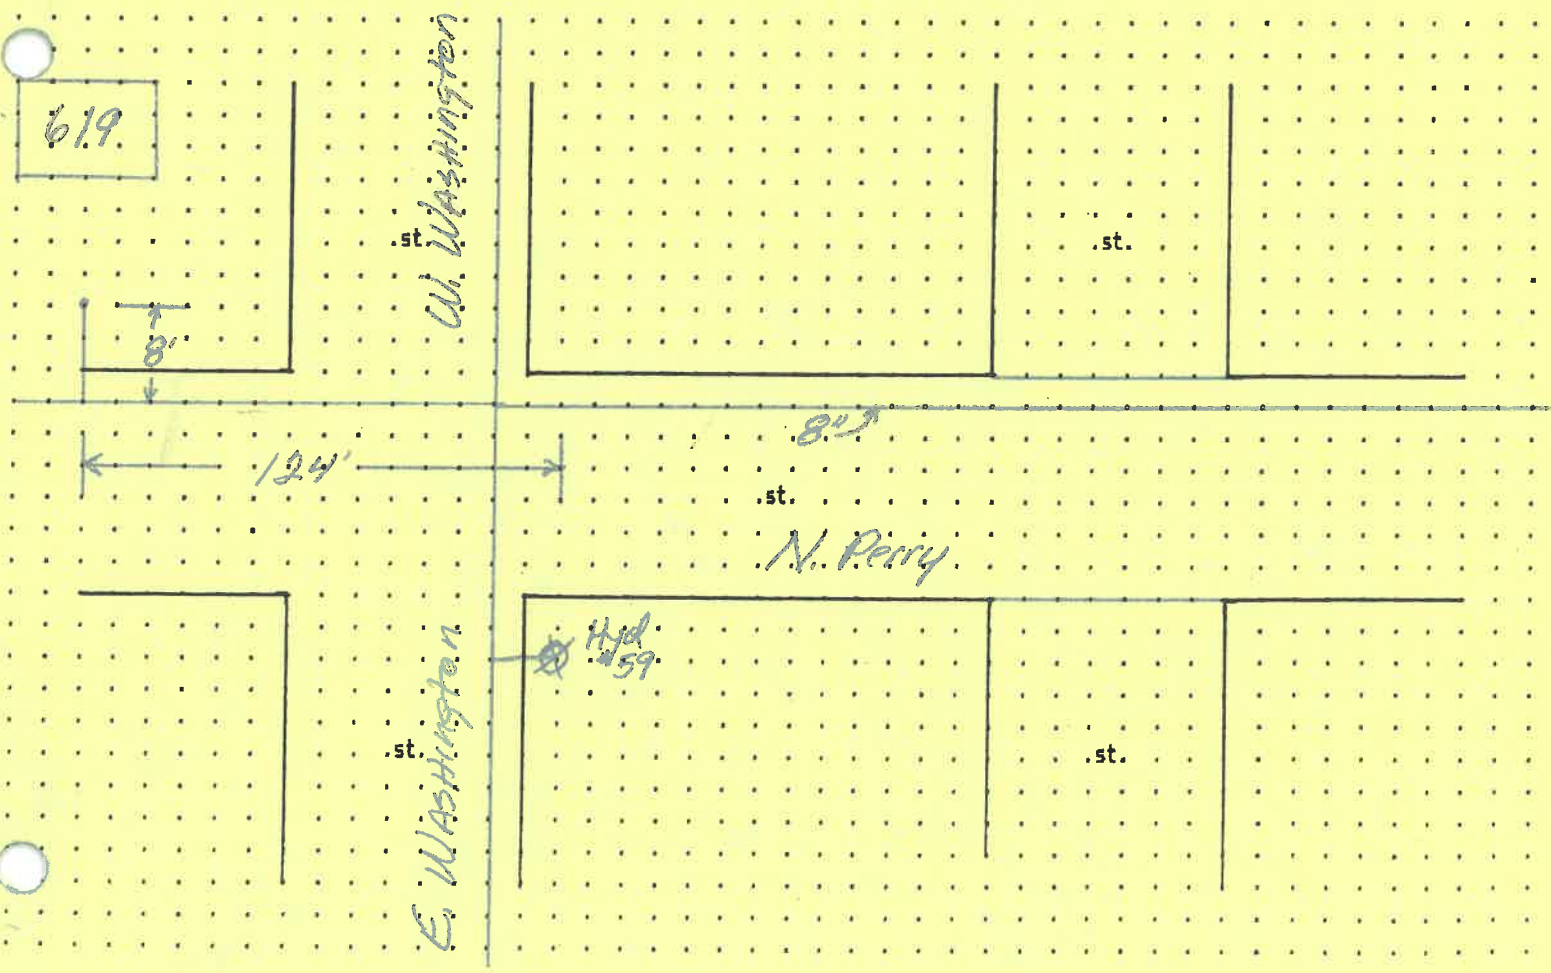 619
W. Washington
st.
st.
8'
8"
124'
st.
N. Perry
Hyd
#59
E. Washington
st.
st.